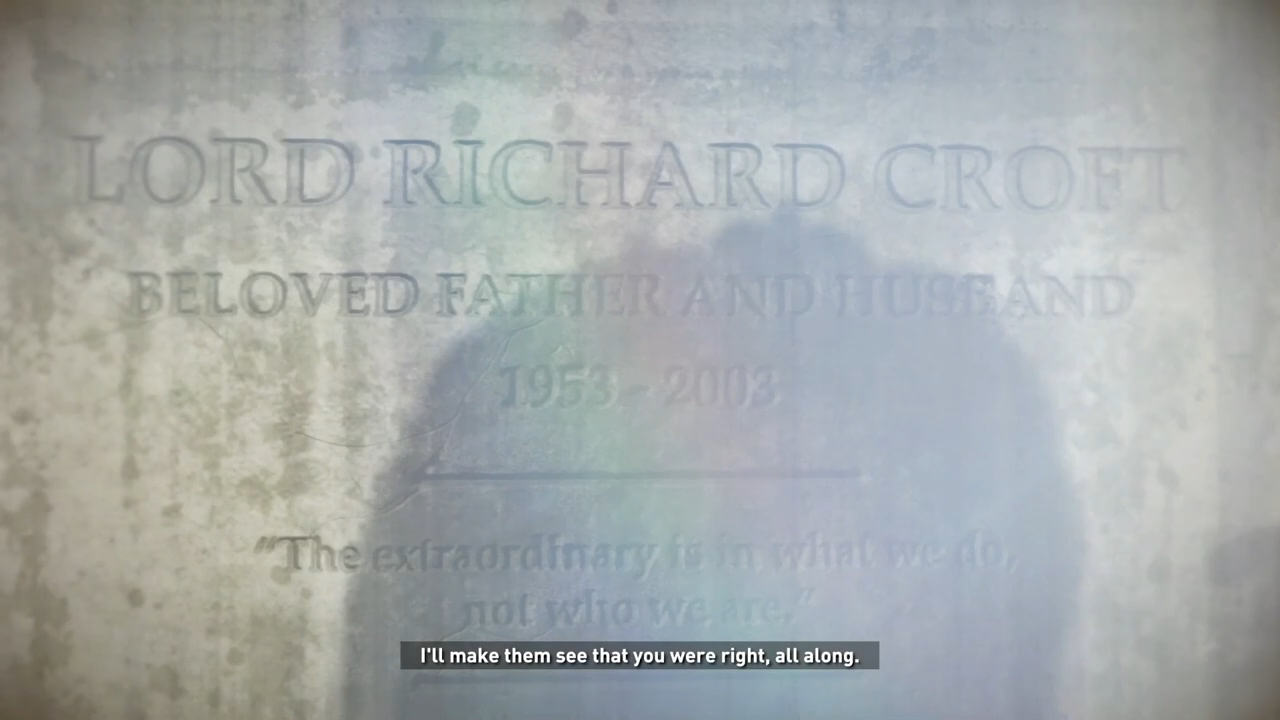 LORD RICHARD CROFT
BELOVED FATHER AND HUSBAND
1953 - 2003
"The extraordinary is in what we do,
not who we are."
I'll make them see that you were right, all along.